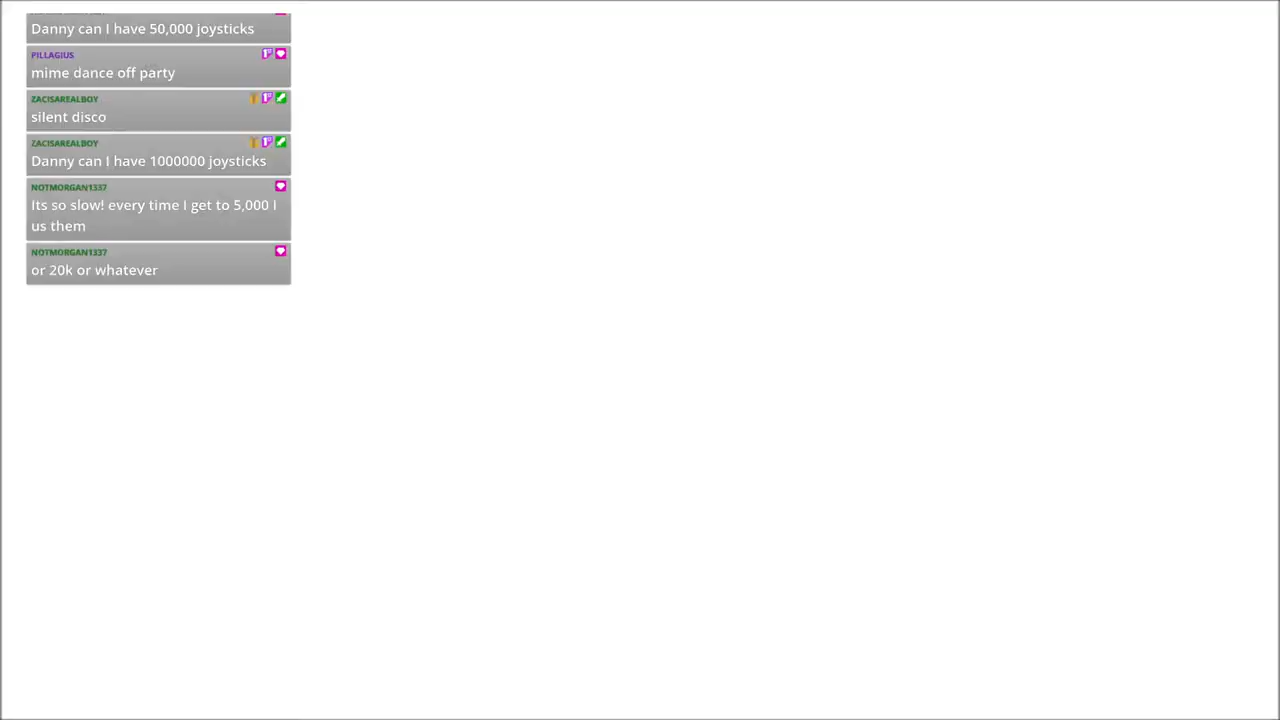 Danny can I have 50,000 joysticks
PILLAGIUS
mime dance off party
ZACISAREALBOY
silent disco
ZACISAREALBOY
Danny can I have 1000000 joysticks
NOTMORGAN1337
Its so slow! every time I get to 5,000 I
us them
NOTMORGAN1337
or 20k or whatever